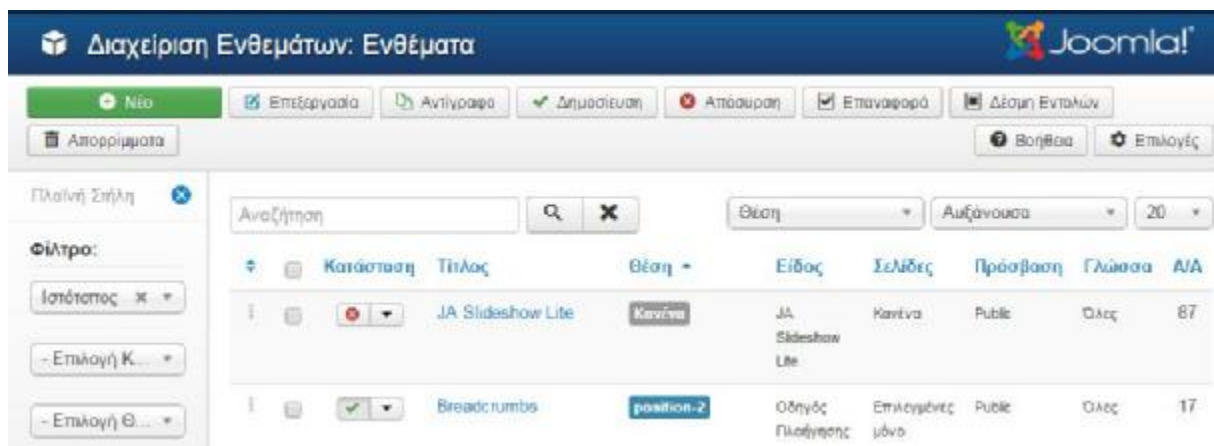 Διαχείριση Ενθεμάτων: Ενθέματα
Joomla!
Νέο Επεξεργασία Αντίγραφο Δημοσίευση Απόσυρση Επαναφορά Δέσμη Εντολών
Απορρίμματα Βοήθεια Επιλογές
Πλαϊνή Στήλη
Αναζήτηση Θέση Αύξουσα 20
Φίλτρο:
Κατάσταση Τίτλος Θέση Είδος Σελίδες Πρόσβαση Γλώσσα Α/Α
Ιστότοπος
JA Slideshow Lite Κανένα JA Slideshow Lite Κανένα Public Όλες 87
- Επιλογή Κ...
Breadcrumbs position-2 Οδηγός Πλοήγησης Επιλεγμένες μόνο Public Όλες 17
- Επιλογή Θ...